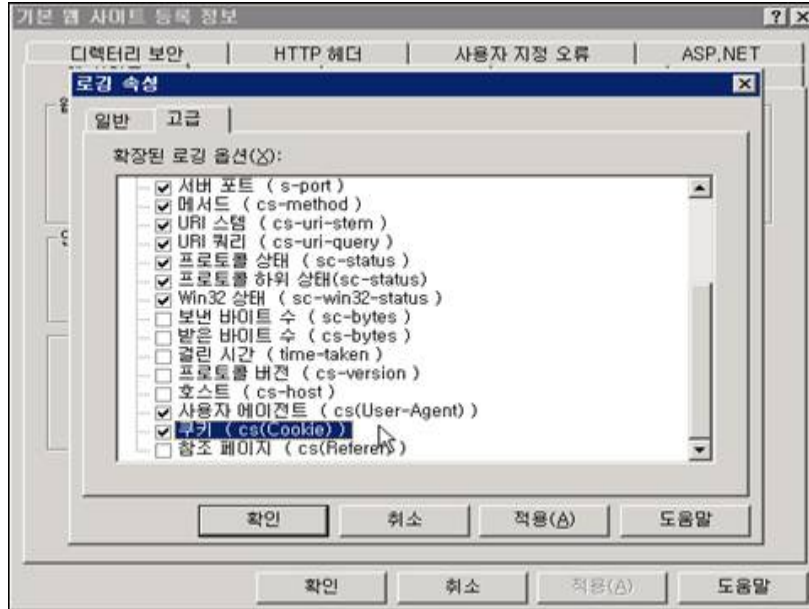 기본 웹 사이트 등록 정보
디렉터리 보안 HTTP 헤더 사용자 지정 오류 ASP.NET
로깅 속성
일반 고급
확장된 로깅 옵션(X):
서버 포트 ( s-port )
메서드 ( cs-method )
URI 스템 ( cs-uri-stem )
URI 쿼리 ( cs-uri-query )
프로토콜 상태 ( sc-status )
프로토콜 하위 상태(sc-status)
Win32 상태 ( sc-win32-status )
보낸 바이트 수 ( sc-bytes )
받은 바이트 수 ( cs-bytes )
걸린 시간 ( time-taken )
프로토콜 버전 ( cs-version )
호스트 ( cs-host )
사용자 에이전트 ( cs(User-Agent) )
쿠키 ( cs(Cookie) )
참조 페이지 ( cs(Referer) )
확인 취소 적용(A) 도움말
확인 취소 적용(A) 도움말